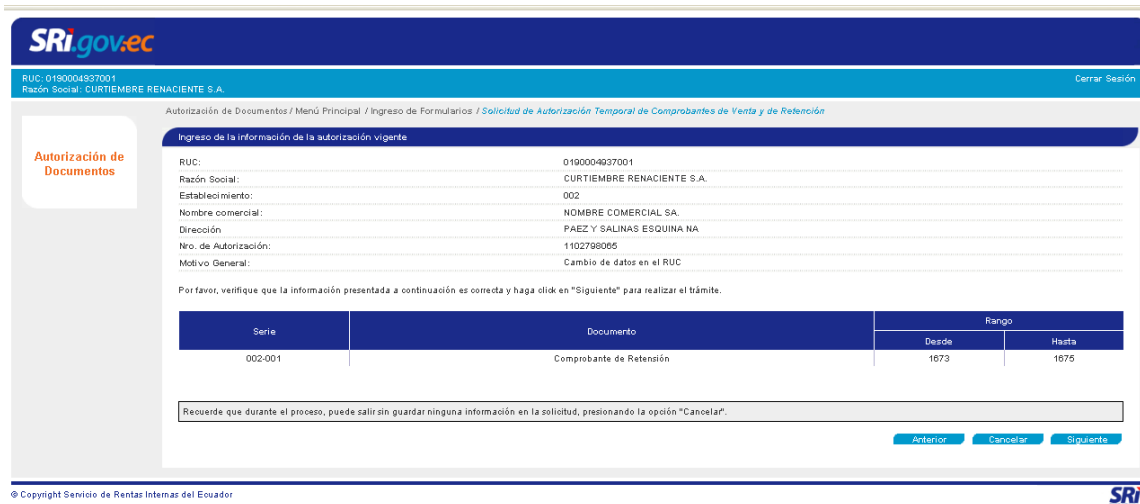 SRi.gov.ec
RUC: 0190004937001
Razón Social: CURTIEMBRE RENACIENTE S.A.
Cerrar Sesión
Autorización de Documentos / Menú Principal / Ingreso de Formularios / Solicitud de Autorización Temporal de Comprobantes de Venta y de Retención
Autorización de
Documentos
Ingreso de la información de la autorización vigente
RUC: 0190004937001
Razón Social: CURTIEMBRE RENACIENTE S.A.
Establecimiento: 002
Nombre comercial: NOMBRE COMERCIAL SA.
Dirección PAEZ Y SALINAS ESQUINA NA
Nro. de Autorización: 1102798065
Motivo General: Cambio de datos en el RUC
Por favor, verifique que la información presentada a continuación es correcta y haga click en "Siguiente" para realizar el trámite.
Serie Documento Rango
Desde Hasta
002-001 Comprobante de Retensión 1673 1675
Recuerde que durante el proceso, puede salir sin guardar ninguna información en la solicitud, presionando la opción "Cancelar".
Anterior Cancelar Siguiente
© Copyright Servicio de Rentas Internas del Ecuador
SRi